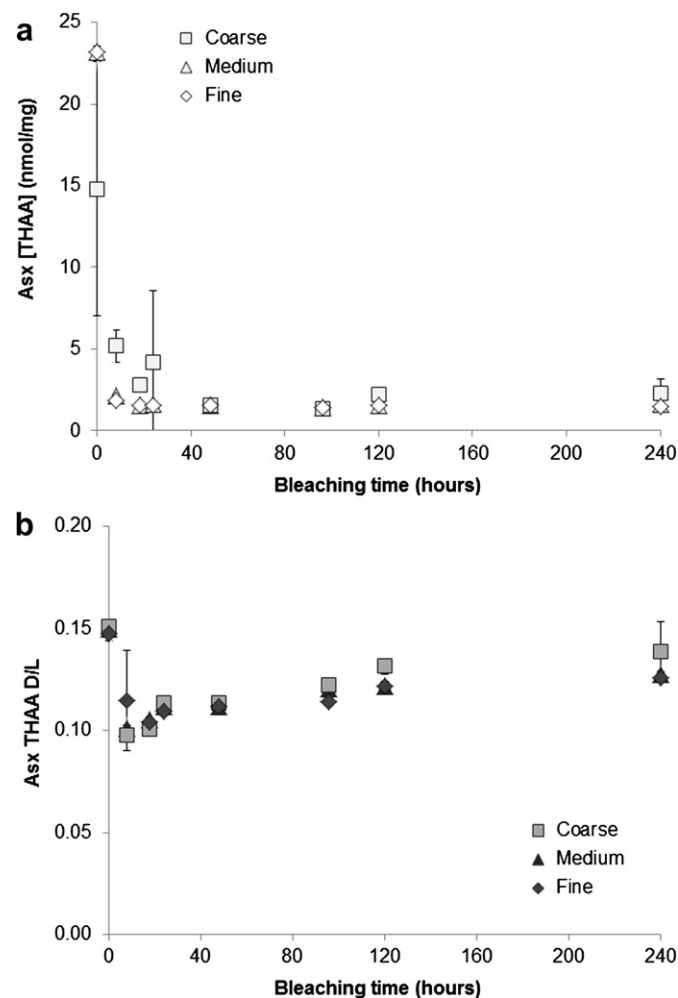 a
25
20
15
10
5
0
Asx [THAA] (nmol/mg)
Coarse
Medium
Fine
0 40 80 120 160 200 240
Bleaching time (hours)
b
0.20
0.15
0.10
0.05
0.00
Asx THAA D/L
Coarse
Medium
Fine
0 40 80 120 160 200 240
Bleaching time (hours)